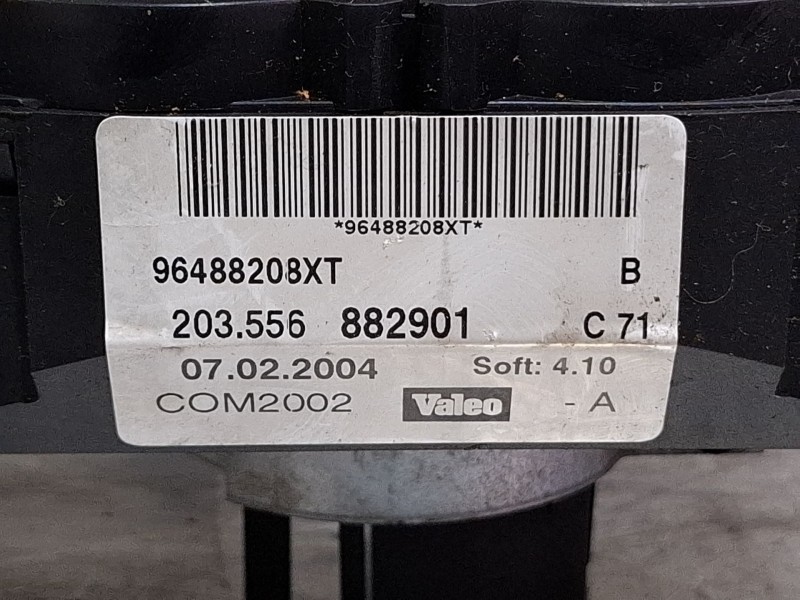 *96488208XT*
96488208XT B
203.556 882901 C 71
07.02.2004 Soft: 4.10
COM2002 Valeo - A